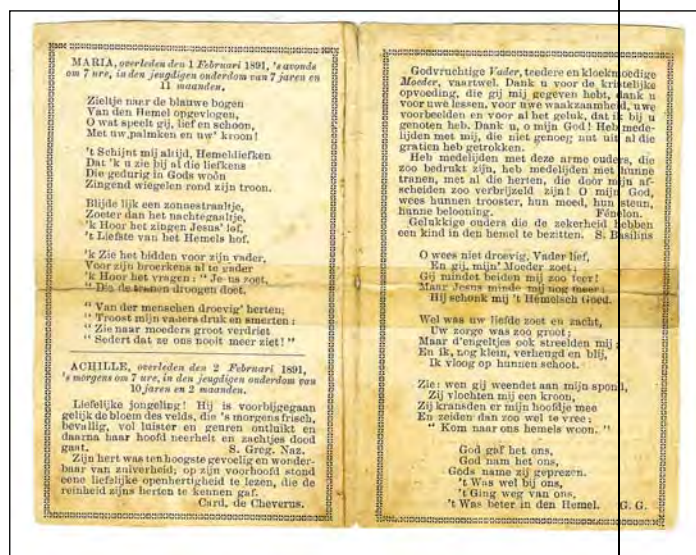 MARIA, overleden den 1 Februari 1891, 's avonds
om 7 ure, in den jeugdigen ouderdom van 7 jaren en
11 maanden.
Zieltje naar de blauwe bogen
Van den Hemel opgevlogen,
O wat speelt gij, lief en schoon,
Met uw palmken en uw' kroon!
't Schijnt mij altijd, Hemelliefken
Dat 'k u zie bij al die liefkens
Die gedurig in Gods woôn
Zingend wiegelen rond zijn troon.
Blijde lijk een zonnestraaltje,
Zoeter dan het nachtegaaltje,
'k Hoor het zingen Jesus' lof,
't Liefste van het Hemels hof.
'k Zie het bidden voor zijn vader,
Voor zijn broerkens al te gader
'k Hoor het vragen: " Jesus zoet,
" Die de tranen droogen doet.
" Van der menschen droevig' herten;
" Troost mijn vaders druk en smerten:
" Zie naar moeders groot verdriet
" Sedert dat ze ons nooit meer ziet! "
ACHILLE, overleden den 2 Februari 1891,
's morgens om 7 ure, in den jeugdigen ouderdom van
10 jaren en 2 maanden.
Liefelijke jongeling! Hij is voorbijgegaan
gelijk de bloem des velds, die 's morgens frisch,
bevallig, vol luister en geuren ontluikt en
daarna haar hoofd neerhelt en zachtjes dood
gaat. S. Greg. Naz.
Zijn hert was ten hoogste gevoelig en wonder-
baar van zuiverheid; op zijn voorhoofd stond
eene liefelijke openhertigheid te lezen, die de
reinheid zijns herten te kennen gaf.
Card, de Cheverus.
Godvruchtige Vader, teedere en kloekmoedige
Moeder, vaartwel. Dank u voor de kristelijke
opvoeding, die gij mij gegeven hebt, dank u
voor uwe lessen, voor uwe waakzaamheid, uwe
voorbeelden en voor al het geluk, dat ik bij u
genoten heb. Dank u, o mijn God! Heb mede-
lijden met mij, die niet genoeg nut uit al die
gratien heb getrokken.
Heb medelijden met deze arme ouders, die
zoo bedrukt zijn, heb medelijden met hunne
tranen, met al die herten, die door mijn af-
scheiden zoo verbrijzeld zijn! O mijn God,
wees hunnen trooster, hun moed, hun steun,
hunne belooning. Fénelon.
Gelukkige ouders die de zekerheid hebben
een kind in den hemel te bezitten. S. Basilius
O wees niet droevig, Vader lief,
En gij, mijn' Moeder zoet;
Gij mindet beiden mij zoo teer!
Maar Jesus minde mij nog meer:
Hij schonk mij 't Hemelsch Goed.
Wel was uw liefde zoet en zacht,
Uw zorge was zoo groot;
Maar d'engeltjes ook streelden mij;
En ik, nog klein, verheugd en blij,
Ik vloog op hunnen schoot.
Zie: wen gij weendet aan mijn spond,
Zij vlochten mij een kroon,
Zij kransden er mijn hoofdje mee
En zeiden dan zoo wel te vree:
" Kom naar ons hemels woon. "
God gaf het ons,
God nam het ons,
Gods name zij geprezen.
't Was wel bij ons,
't Ging weg van ons,
't Was beter in den Hemel. G. G.